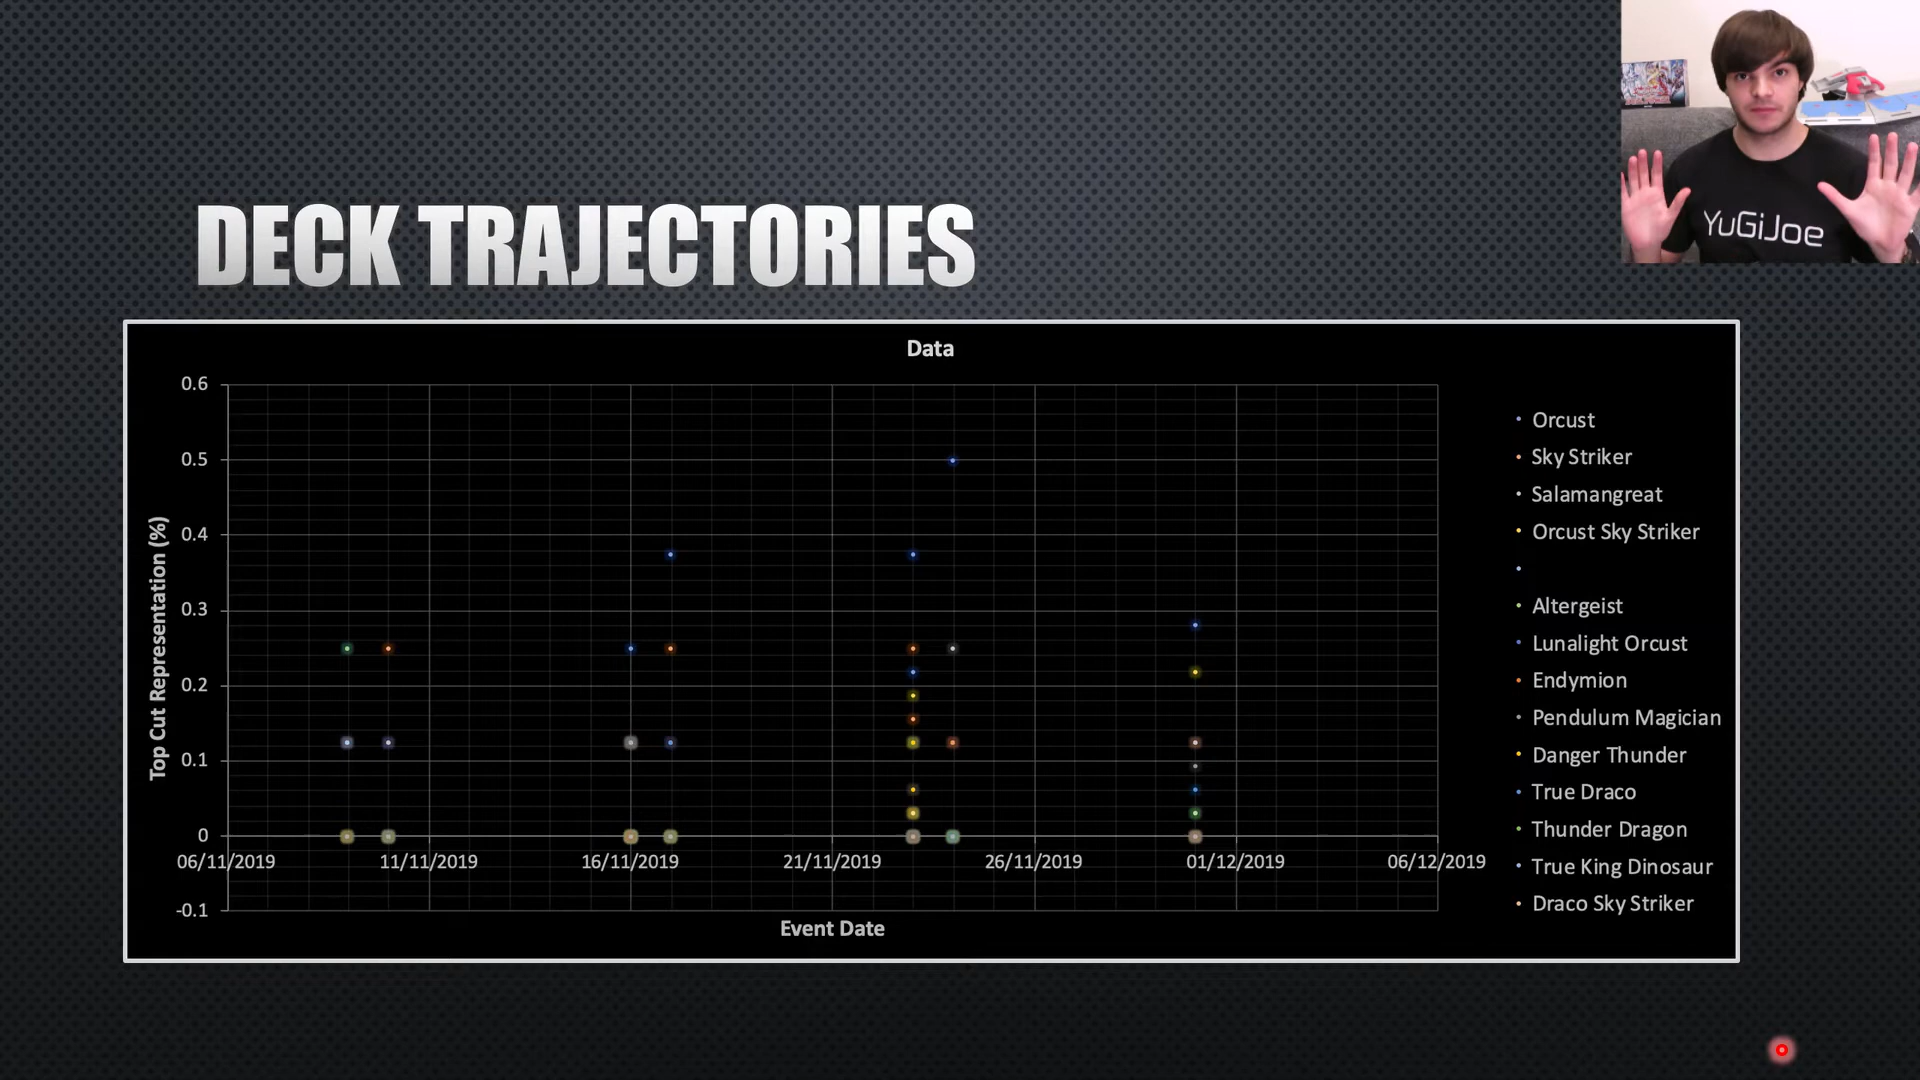 YuGiJoe
DECK TRAJECTORIES
Data
0.6
0.5
0.4
0.3
0.2
0.1
0
-0.1
Top Cut Representation (%)
06/11/2019
11/11/2019
16/11/2019
21/11/2019
26/11/2019
01/12/2019
06/12/2019
Event Date
Orcust
Sky Striker
Salamangreat
Orcust Sky Striker
Altergeist
Lunalight Orcust
Endymion
Pendulum Magician
Danger Thunder
True Draco
Thunder Dragon
True King Dinosaur
Draco Sky Striker